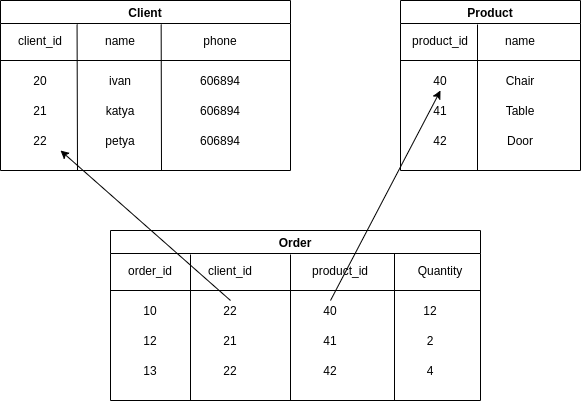 Client
client_id name phone
20 ivan 606894
21 katya 606894
22 petya 606894
Product
product_id name
40 Chair
41 Table
42 Door
Order
order_id client_id product_id Quantity
10 22 40 12
12 21 41 2
13 22 42 4